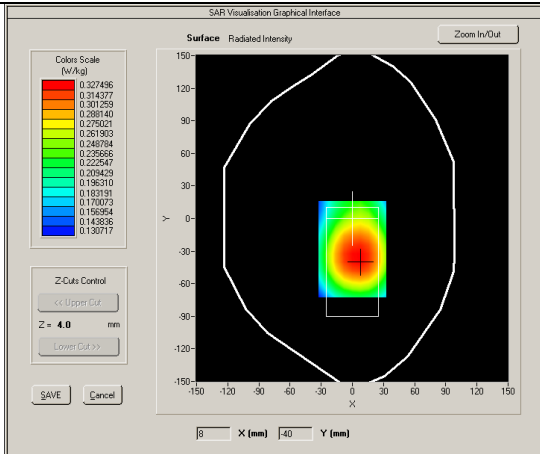 SAR Visualisation Graphical Interface
Surface Radiated Intensity
Zoom In/Out
Colors Scale
(W/kg)
0.327496
0.314377
0.301259
0.288140
0.275021
0.261903
0.248784
0.235666
0.222547
0.209429
0.196310
0.183191
0.170073
0.156954
0.143836
0.130717
Z-Cuts Control
<< Upper Cut
Z = 4.0 mm
Lower Cut >>
SAVE
Cancel
150
120
90
60
30
0
-30
-60
-90
-120
-150
Y
-150 -120 -90 -60 -30 0 30 60 90 120 150
X
8 X (mm) -40 Y (mm)